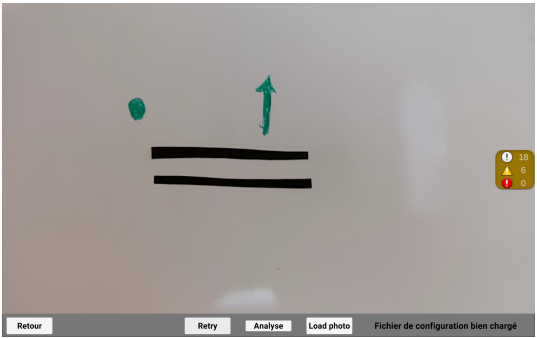 18
6
0
Retour
Retry
Analyse
Load photo
Fichier de configuration bien chargé